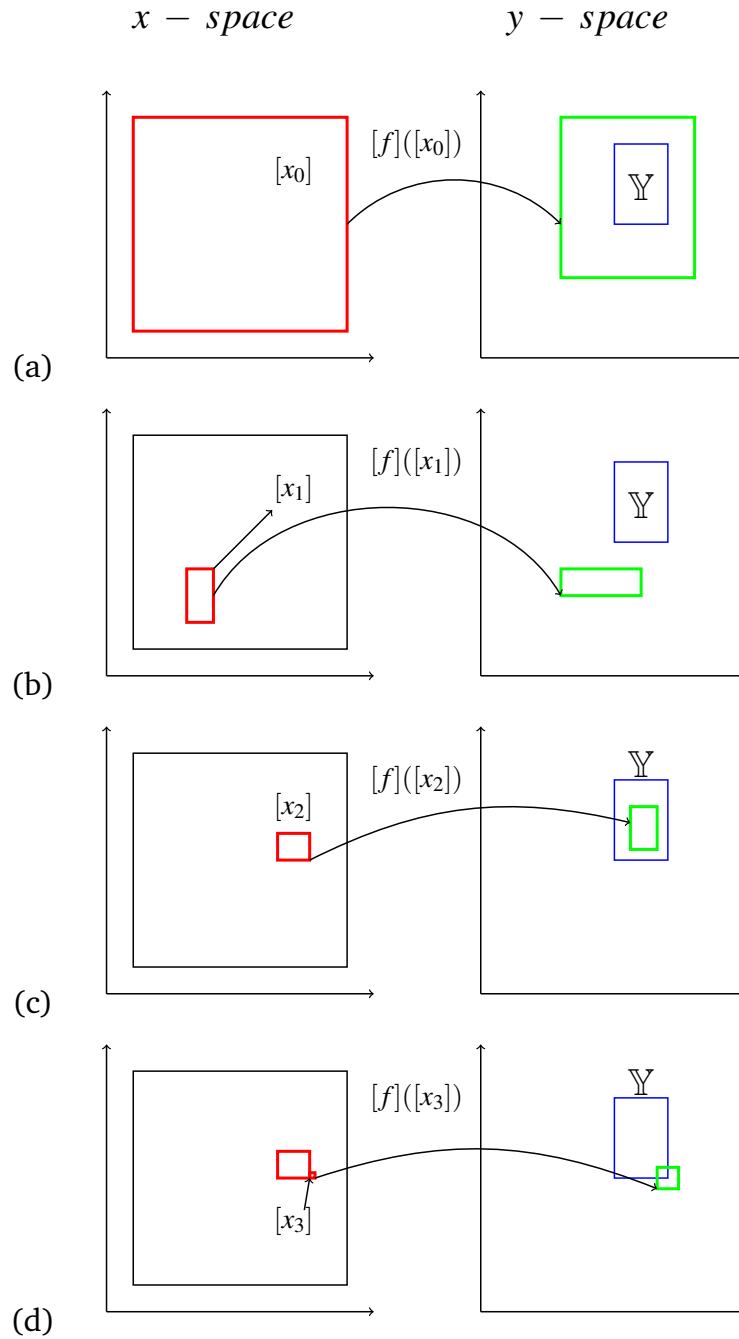 x − space y − space
[x₀] [f]([x₀]) 𝕐
(a)
[x₁] [f]([x₁]) 𝕐
(b)
[x₂] [f]([x₂]) 𝕐
(c)
[f]([x₃]) 𝕐
[x₃]
(d)